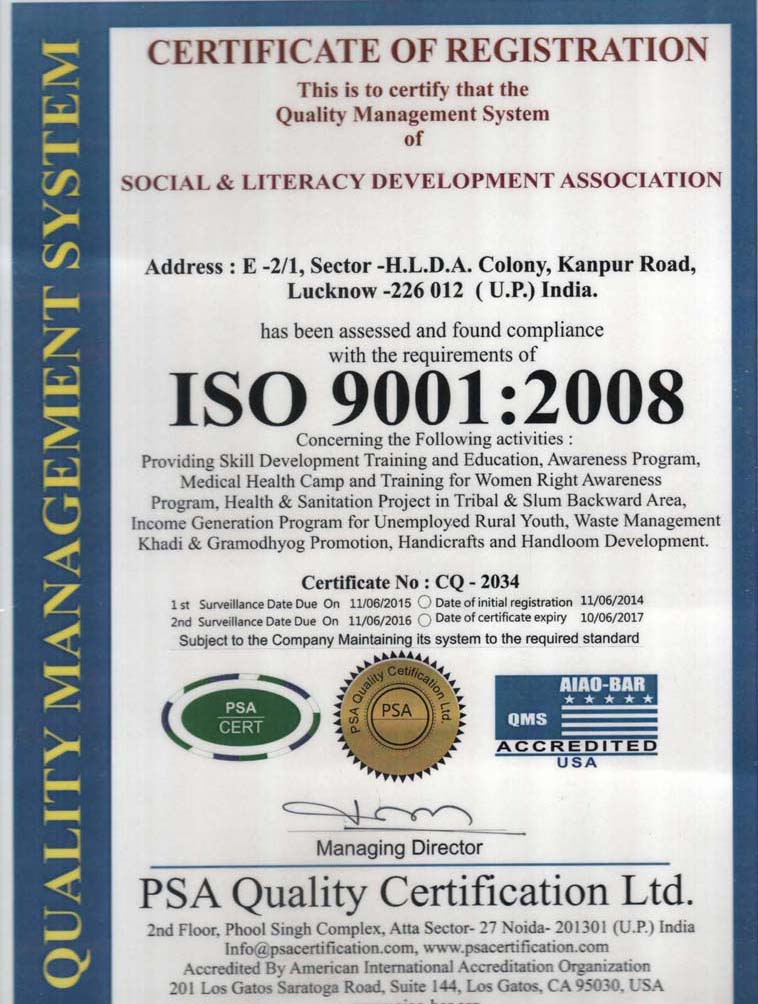 QUALITY MANAGEMENT SYSTEM
CERTIFICATE OF REGISTRATION
This is to certify that the
Quality Management System
of
SOCIAL & LITERACY DEVELOPMENT ASSOCIATION
Address : E -2/1, Sector -H.L.D.A. Colony, Kanpur Road,
Lucknow -226 012 ( U.P.) India.
has been assessed and found compliance
with the requirements of
ISO 9001:2008
Concerning the Following activities :
Providing Skill Development Training and Education, Awareness Program,
Medical Health Camp and Training for Women Right Awareness
Program, Health & Sanitation Project in Tribal & Slum Backward Area,
Income Generation Program for Unemployed Rural Youth, Waste Management
Khadi & Gramodhyog Promotion, Handicrafts and Handloom Development.
Certificate No : CQ - 2034
1 st Surveillance Date Due On 11/06/2015 Date of initial registration 11/06/2014
2nd Surveillance Date Due On 11/06/2016 Date of certificate expiry 10/06/2017
Subject to the Company Maintaining its system to the required standard
PSA
CERT
PSA Quality Cetification Ltd.
PSA
AIAO-BAR
QMS
ACCREDITED
USA
Managing Director
PSA Quality Certification Ltd.
2nd Floor, Phool Singh Complex, Atta Sector- 27 Noida- 201301 (U.P.) India
Info@psacertification.com, www.psacertification.com
Accredited By American International Accreditation Organization
201 Los Gatos Saratoga Road, Suite 144, Los Gatos, CA 95030, USA